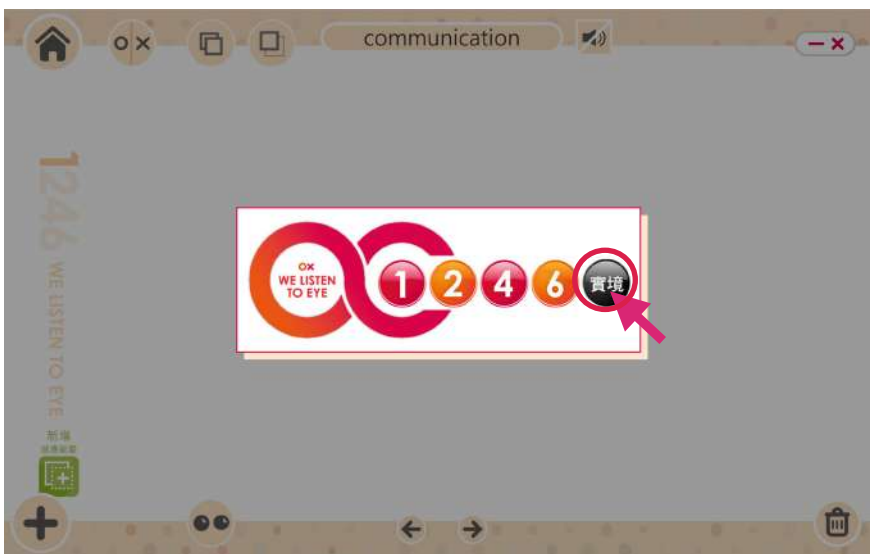 communication
1246 WE LISTEN TO EYE
OX
WE LISTEN
TO EYE
1 2 4 6 實境
新增